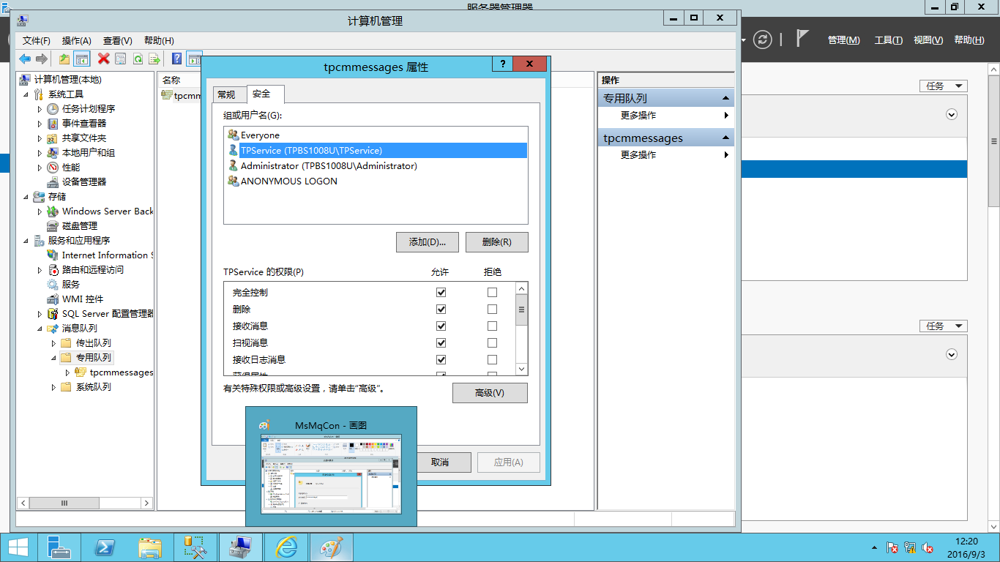 服务器管理器
计算机管理
管理(M) 工具(T) 视图(V) 帮助(H)
文件(F) 操作(A) 查看(V) 帮助(H)
计算机管理(本地)
系统工具
任务计划程序
事件查看器
共享文件夹
本地用户和组
性能
设备管理器
存储
Windows Server Back
磁盘管理
服务和应用程序
Internet Information S
路由和远程访问
服务
WMI 控件
SQL Server 配置管理器
消息队列
传出队列
专用队列
tpcmmessages
系统队列
名称
tpcmm
tpcmmessages 属性
?
常规 安全
组或用户名(G):
Everyone
TPService (TPBS1008U\TPService)
Administrator (TPBS1008U\Administrator)
ANONYMOUS LOGON
添加(D)... 删除(R)
TPService 的权限(P) 允许 拒绝
完全控制
删除
接收消息
扫视消息
接收日志消息
获得属性
有关特殊权限或高级设置，请单击"高级"。
高级(V)
取消 应用(A)
MsMqCon - 画图
操作
专用队列
更多操作
tpcmmessages
更多操作
任务
任务
12:20
2016/9/3